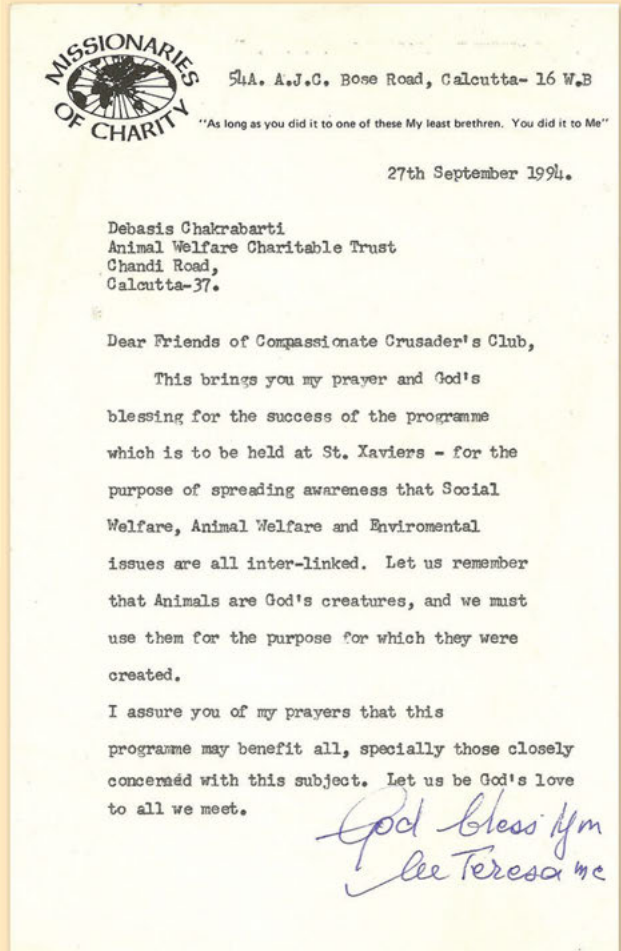 MISSIONARIES
OF CHARITY
54A. A.J.C. Bose Road, Calcutta- 16 W.B
"As long as you did it to one of these My least brethren. You did it to Me"
27th September 1994.
Debasis Chakrabarti
Animal Welfare Charitable Trust
Chandi Road,
Calcutta-37.
Dear Friends of Compassionate Crusader's Club,
This brings you my prayer and God's
blessing for the success of the programme
which is to be held at St. Xaviers - for the
purpose of spreading awareness that Social
Welfare, Animal Welfare and Enviromental
issues are all inter-linked. Let us remember
that Animals are God's creatures, and we must
use them for the purpose for which they were
created.
I assure you of my prayers that this
programme may benefit all, specially those closely
concerned with this subject. Let us be God's love
to all we meet.
God bless you
Teresa mc